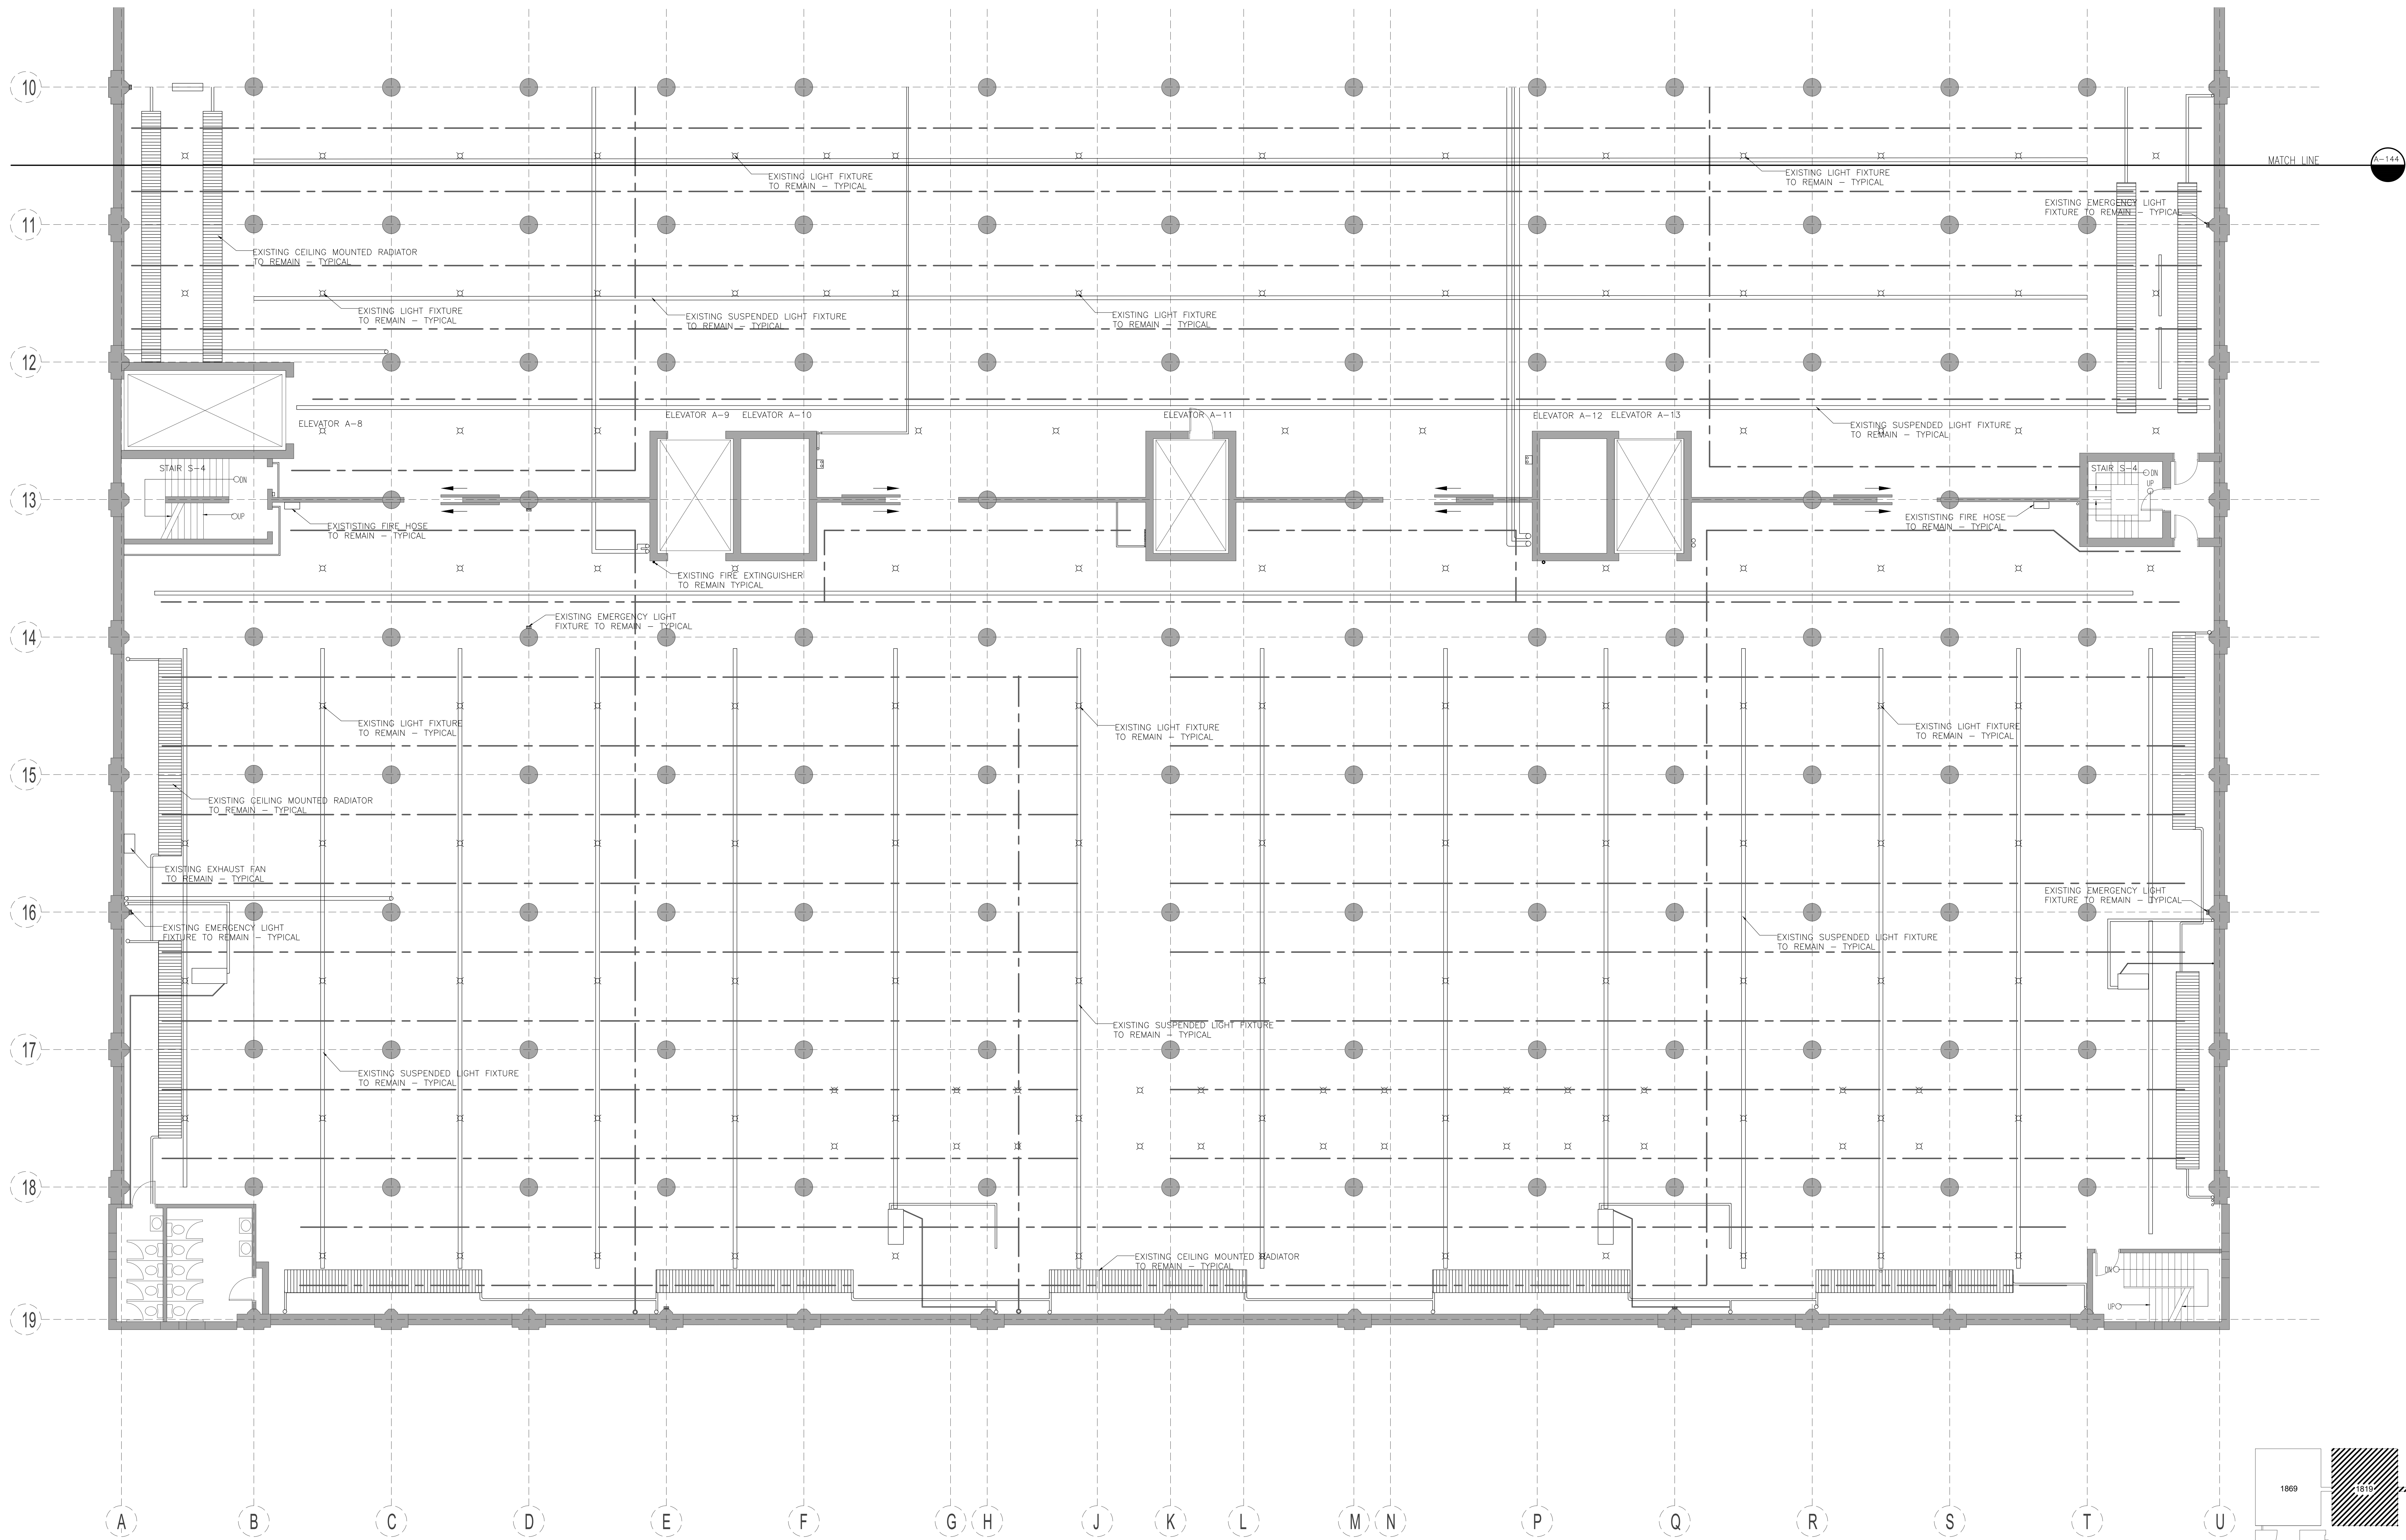 10
MATCH LINE
A-144
EXISTING LIGHT FIXTURE
TO REMAIN – TYPICAL
EXISTING LIGHT FIXTURE
TO REMAIN – TYPICAL
EXISTING EMERGENCY LIGHT
FIXTURE TO REMAIN – TYPICAL
11
EXISTING CEILING MOUNTED RADIATOR
TO REMAIN – TYPICAL
EXISTING LIGHT FIXTURE
TO REMAIN – TYPICAL
EXISTING SUSPENDED LIGHT FIXTURE
TO REMAIN – TYPICAL
EXISTING LIGHT FIXTURE
TO REMAIN – TYPICAL
12
ELEVATOR A-8
ELEVATOR A-9
ELEVATOR A-10
ELEVATOR A-11
ELEVATOR A-12
ELEVATOR A-13
EXISTING SUSPENDED LIGHT FIXTURE
TO REMAIN – TYPICAL
STAIR S-4
DN
UP
STAIR S-4
DN
UP
13
EXISISTING FIRE HOSE
TO REMAIN – TYPICAL
EXISISTING FIRE HOSE
TO REMAIN – TYPICAL
EXISTING FIRE EXTINGUISHER
TO REMAIN TYPICAL
EXISTING EMERGENCY LIGHT
FIXTURE TO REMAIN – TYPICAL
14
EXISTING LIGHT FIXTURE
TO REMAIN – TYPICAL
EXISTING LIGHT FIXTURE
TO REMAIN – TYPICAL
EXISTING LIGHT FIXTURE
TO REMAIN – TYPICAL
15
EXISTING CEILING MOUNTED RADIATOR
TO REMAIN – TYPICAL
EXISTING EXHAUST FAN
TO REMAIN – TYPICAL
EXISTING EMERGENCY LIGHT
FIXTURE TO REMAIN – TYPICAL
16
EXISTING EMERGENCY LIGHT
FIXTURE TO REMAIN – TYPICAL
EXISTING SUSPENDED LIGHT FIXTURE
TO REMAIN – TYPICAL
EXISTING SUSPENDED LIGHT FIXTURE
TO REMAIN – TYPICAL
17
EXISTING SUSPENDED LIGHT FIXTURE
TO REMAIN – TYPICAL
18
EXISTING CEILING MOUNTED RADIATOR
TO REMAIN – TYPICAL
DN
UP
19
1869
1819
A
B
C
D
E
F
G
H
J
K
L
M
N
P
Q
R
S
T
U